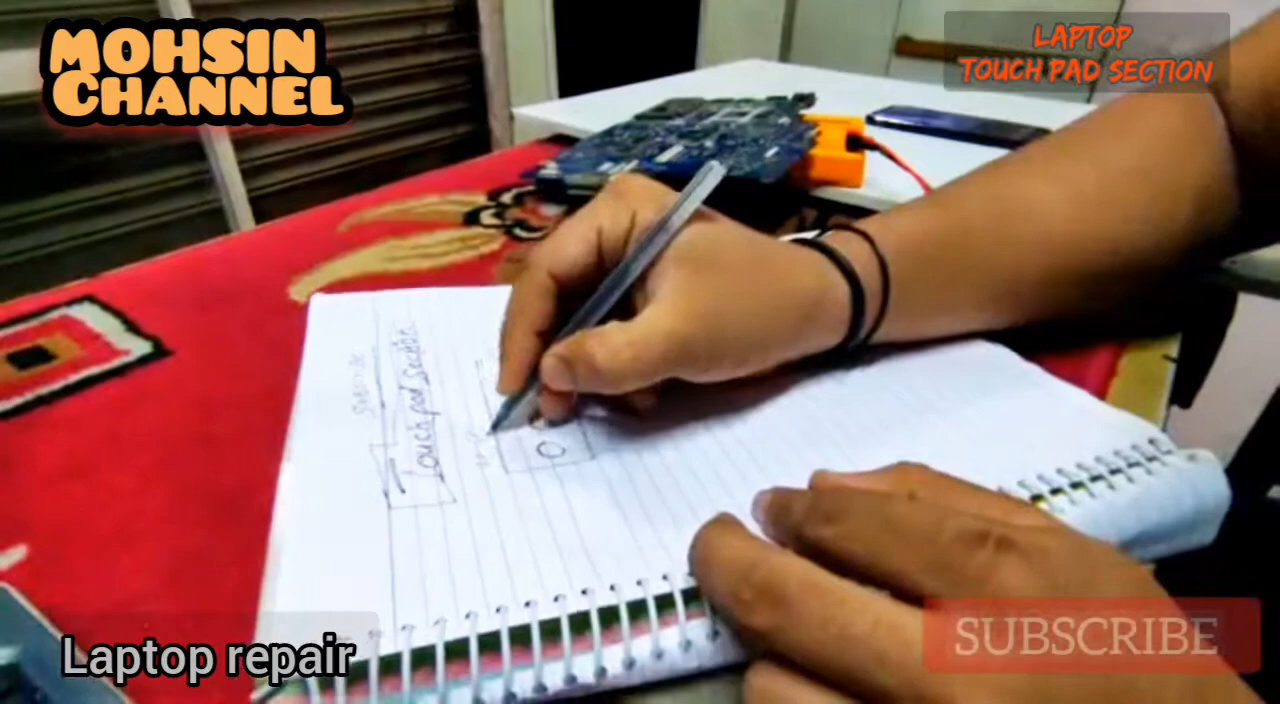 MOHSIN
CHANNEL
LAPTOP
TOUCH PAD SECTION
Touch pad Section
Laptop repair
SUBSCRIBE